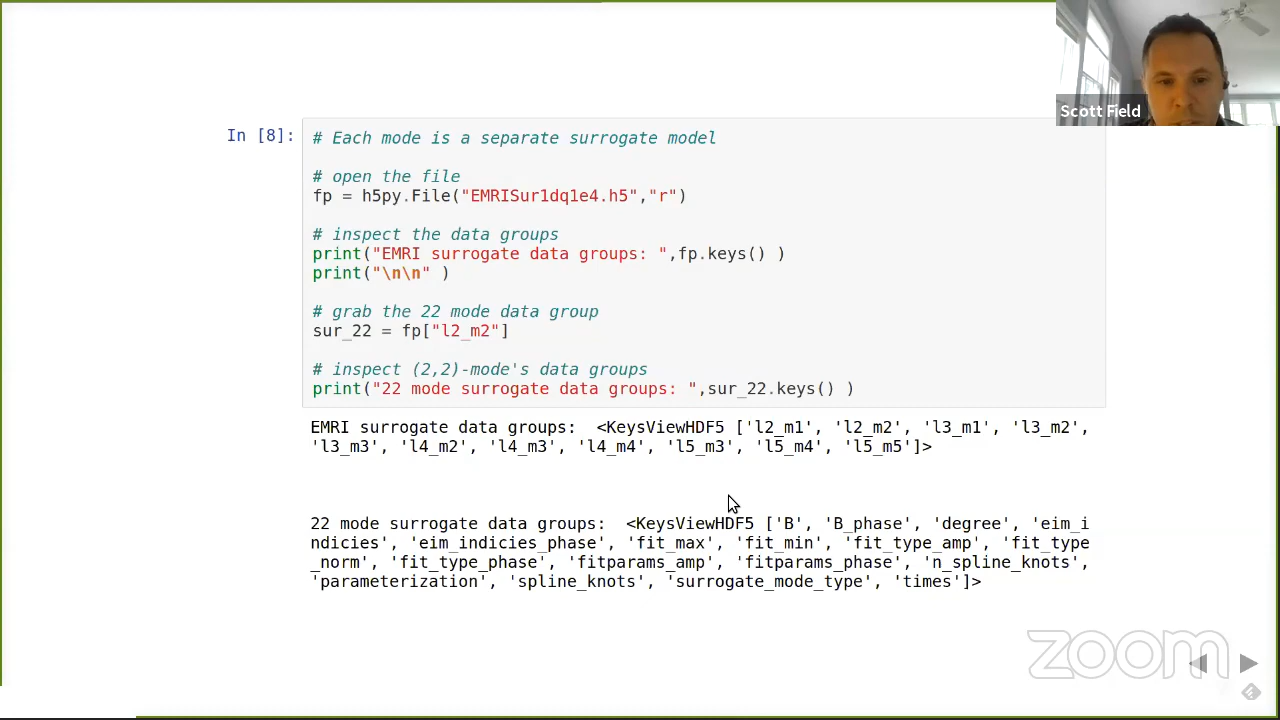 Scott Field
In [8]:
# Each mode is a separate surrogate model
# open the file
fp = h5py.File("EMRISur1dq1e4.h5","r")
# inspect the data groups
print("EMRI surrogate data groups: ",fp.keys() )
print("\n\n" )
# grab the 22 mode data group
sur_22 = fp["l2_m2"]
# inspect (2,2)-mode's data groups
print("22 mode surrogate data groups: ",sur_22.keys() )
EMRI surrogate data groups:  <KeysViewHDF5 ['l2_m1', 'l2_m2', 'l3_m1', 'l3_m2',
'l3_m3', 'l4_m2', 'l4_m3', 'l4_m4', 'l5_m3', 'l5_m4', 'l5_m5']>
22 mode surrogate data groups:  <KeysViewHDF5 ['B', 'B_phase', 'degree', 'eim_i
ndicies', 'eim_indicies_phase', 'fit_max', 'fit_min', 'fit_type_amp', 'fit_type
_norm', 'fit_type_phase', 'fitparams_amp', 'fitparams_phase', 'n_spline_knots',
'parameterization', 'spline_knots', 'surrogate_mode_type', 'times']>
zoom